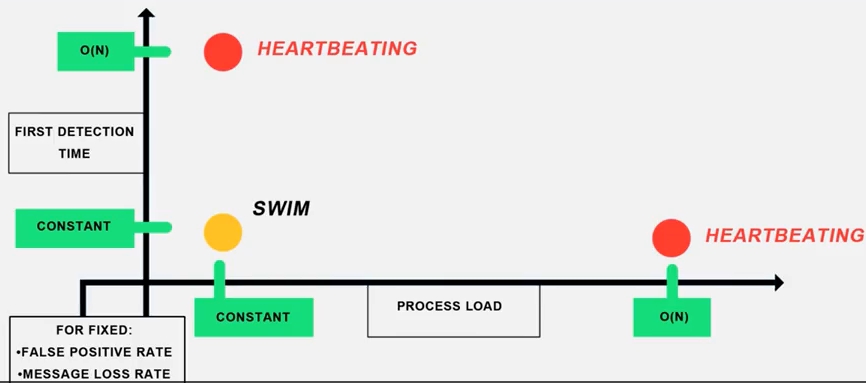 O(N)
HEARTBEATING
FIRST DETECTION
TIME
SWIM
CONSTANT
HEARTBEATING
CONSTANT
PROCESS LOAD
O(N)
FOR FIXED:
•FALSE POSITIVE RATE
•MESSAGE LOSS RATE